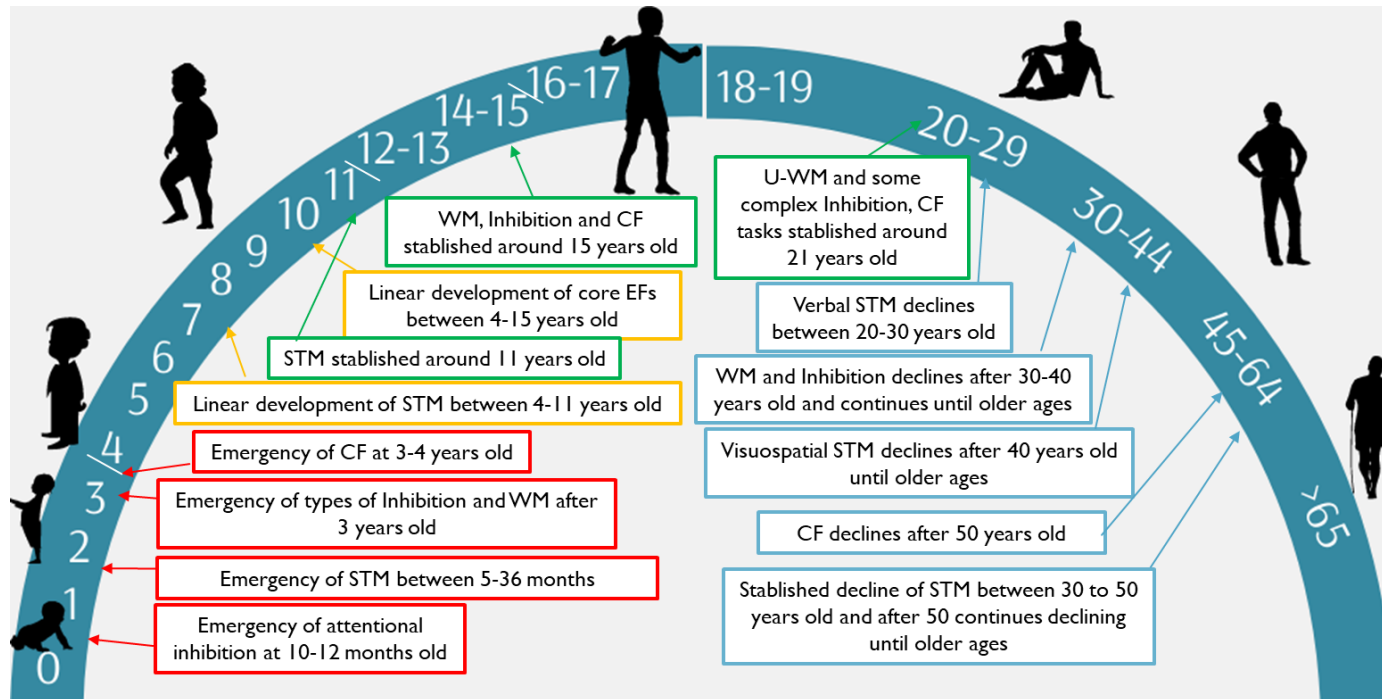 0
1
2
3
4
5
6
7
8
9
10
11
12-13
14-15
16-17
18-19
20-29
30-44
45-64
>65
WM, Inhibition and CF
stablished around 15 years old
Linear development of core EFs
between 4-15 years old
STM stablished around 11 years old
Linear development of STM between 4-11 years old
Emergency of CF at 3-4 years old
Emergency of types of Inhibition and WM after
3 years old
Emergency of STM between 5-36 months
Emergency of attentional
inhibition at 10-12 months old
U-WM and some
complex Inhibition, CF
tasks stablished around
21 years old
Verbal STM declines
between 20-30 years old
WM and Inhibition declines after 30-40
years old and continues until older ages
Visuospatial STM declines after 40 years old
until older ages
CF declines after 50 years old
Stablished decline of STM between 30 to 50
years old and after 50 continues declining
until older ages